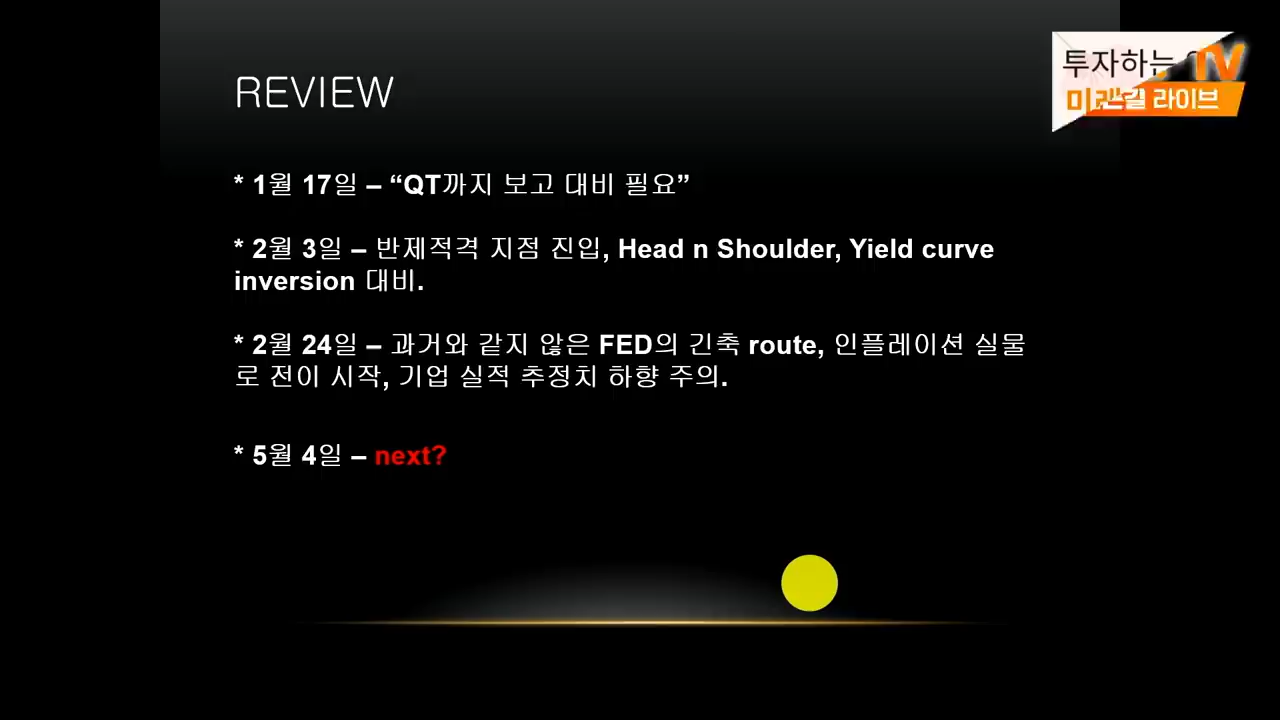 REVIEW
투자하는
TV
라이브
* 1월 17일 – “QT까지 보고 대비 필요”
* 2월 3일 – 반제적격 지점 진입, Head n Shoulder, Yield curve
inversion 대비.
* 2월 24일 – 과거와 같지 않은 FED의 긴축 route, 인플레이션 실물
로 전이 시작, 기업 실적 추정치 하향 주의.
* 5월 4일 – next?